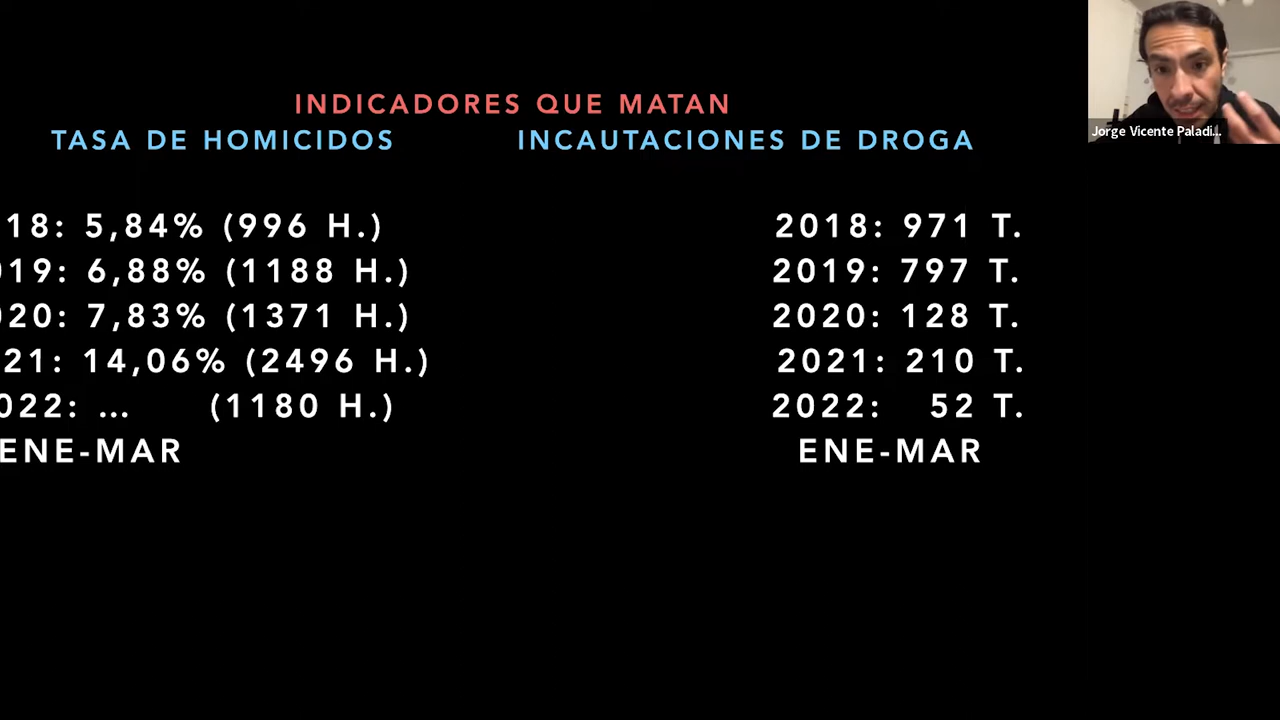 INDICADORES QUE MATAN
TASA DE HOMICIDOS
INCAUTACIONES DE DROGA
18: 5,84% (996 H.)
019: 6,88% (1188 H.)
020: 7,83% (1371 H.)
21: 14,06% (2496 H.)
022: ... (1180 H.)
ENE-MAR
2018: 971 T.
2019: 797 T.
2020: 128 T.
2021: 210 T.
2022: 52 T.
ENE-MAR
Jorge Vicente Paladi...